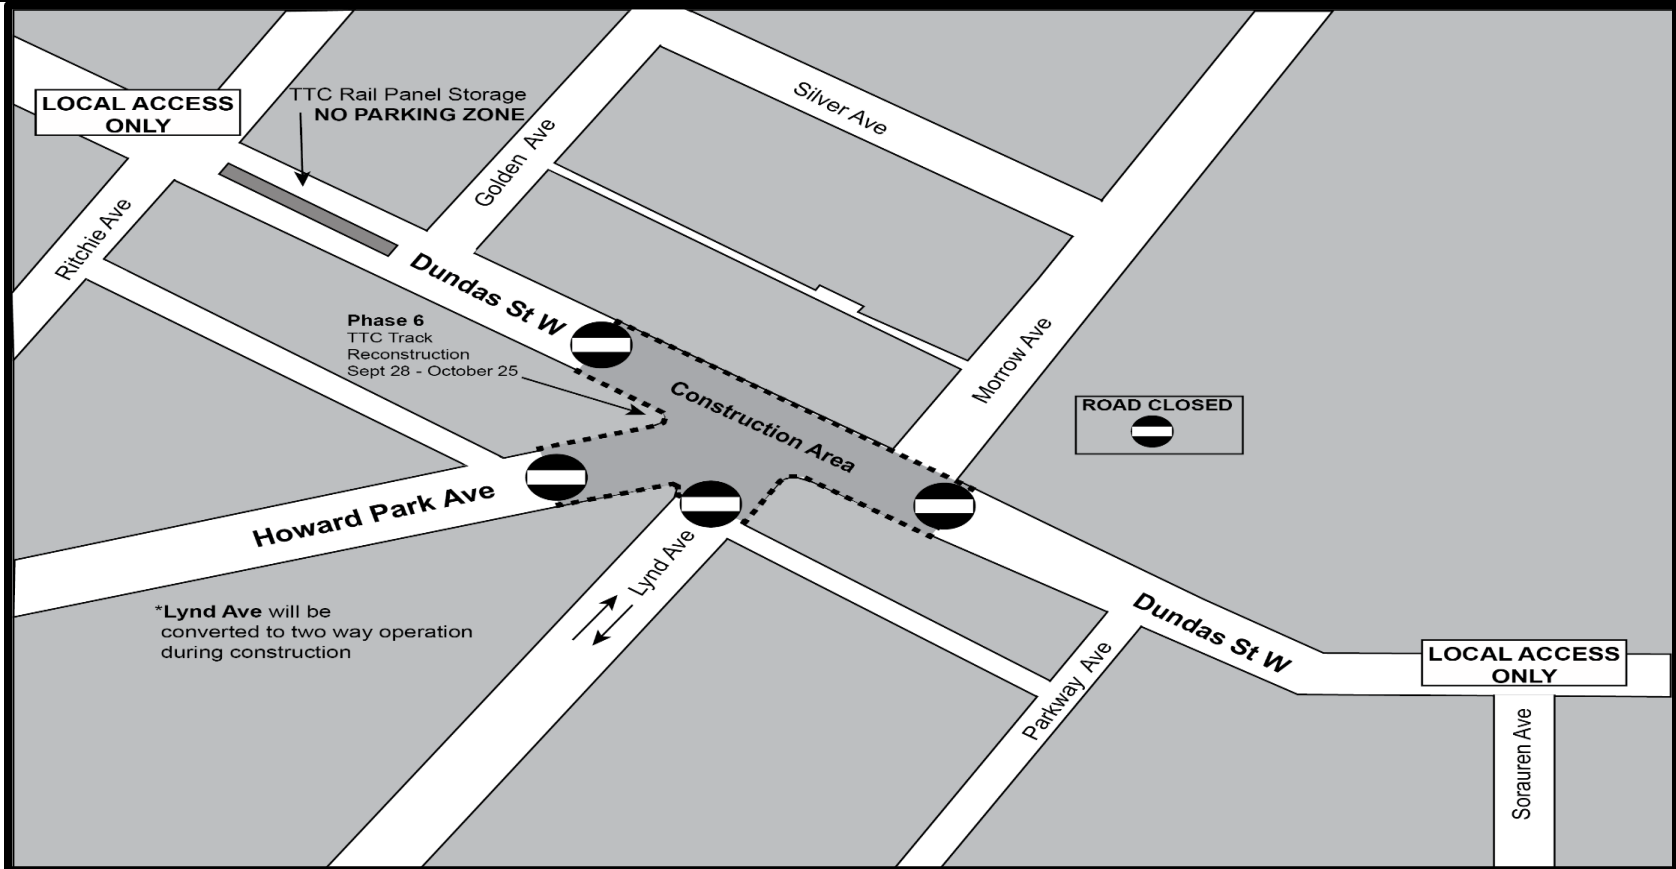 LOCAL ACCESS
ONLY
TTC Rail Panel Storage
NO PARKING ZONE
Silver Ave
Golden Ave
Ritchie Ave
Dundas St W
Phase 6
TTC Track
Reconstruction
Sept 28 - October 25
Construction Area
Morrow Ave
ROAD CLOSED
Howard Park Ave
Lynd Ave
*Lynd Ave will be
converted to two way operation
during construction
Dundas St W
Parkway Ave
LOCAL ACCESS
ONLY
Sorauren Ave